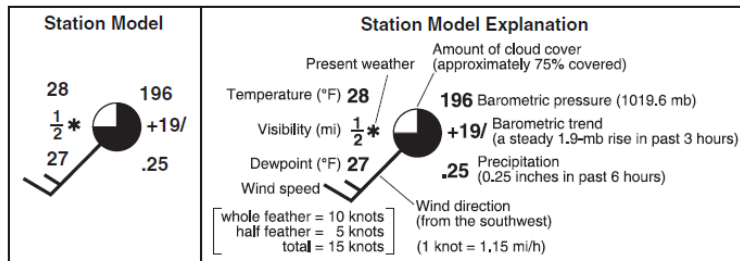 Station Model
28
196
1/2 *
+19/
27
.25
Station Model Explanation
Amount of cloud cover
(approximately 75% covered)
Present weather
Temperature (°F) 28
196 Barometric pressure (1019.6 mb)
Visibility (mi) 1/2 *
+19/ Barometric trend
(a steady 1.9-mb rise in past 3 hours)
Dewpoint (°F) 27
.25 Precipitation
(0.25 inches in past 6 hours)
Wind speed
whole feather = 10 knots
half feather = 5 knots
total = 15 knots
Wind direction
(from the southwest)
(1 knot = 1.15 mi/h)